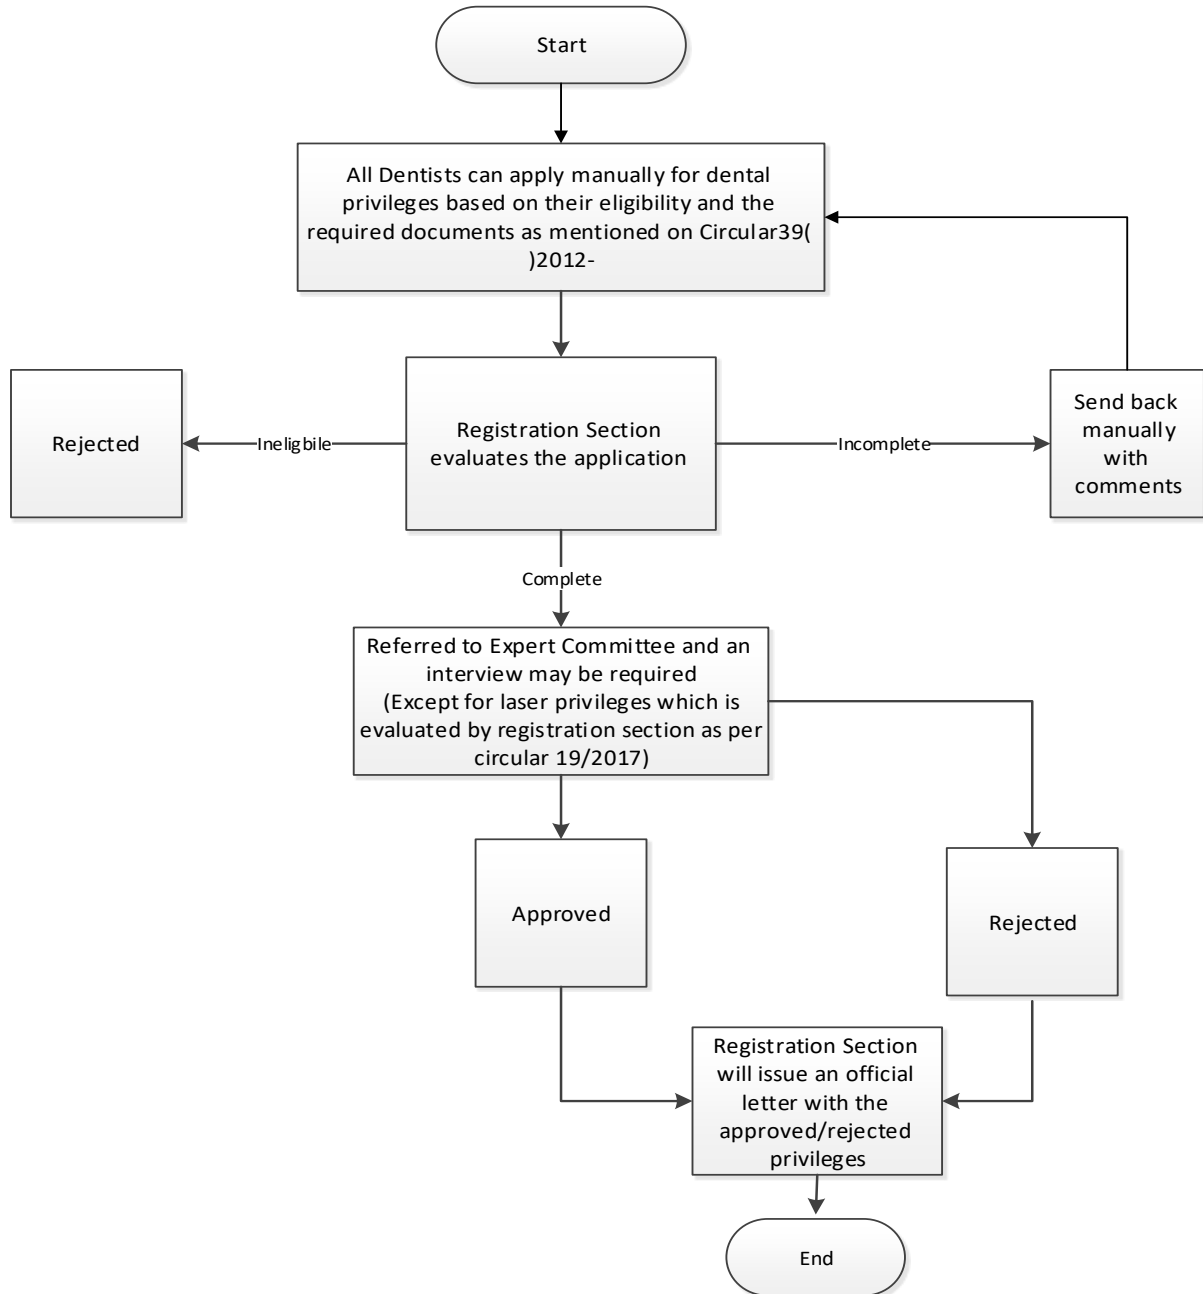 Start
All Dentists can apply manually for dental
privileges based on their eligibility and the
required documents as mentioned on Circular39(
)2012-
Rejected
Ineligbile
Registration Section
evaluates the application
Incomplete
Send back
manually
with
comments
Complete
Referred to Expert Committee and an
interview may be required
(Except for laser privileges which is
evaluated by registration section as per
circular 19/2017)
Approved
Rejected
Registration Section
will issue an official
letter with the
approved/rejected
privileges
End